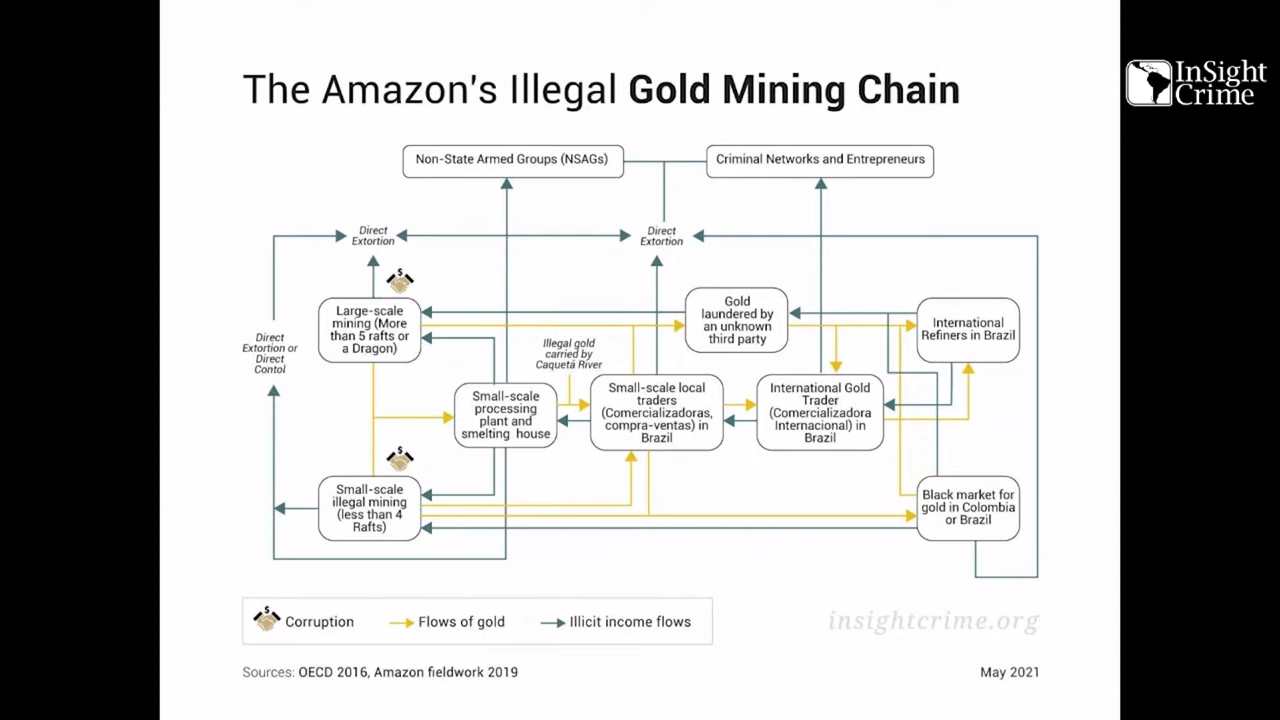 The Amazon's Illegal Gold Mining Chain
InSight
Crime
Non-State Armed Groups (NSAGs)
Criminal Networks and Entrepreneurs
Direct
Extortion
Direct
Extortion
Large-scale
mining (More
than 5 rafts or
a Dragon)
Gold
laundered by
an unknown
third party
International
Refiners in Brazil
Direct
Extortion or
Direct
Contol
Illegal gold
carried by
Caquetá River
Small-scale
processing
plant and
smelting house
Small-scale local
traders
(Comercializadoras,
compra-ventas) in
Brazil
International Gold
Trader
(Comercializadora
Internacional) in
Brazil
Small-scale
illegal mining
(less than 4
Rafts)
Black market for
gold in Colombia
or Brazil
$ Corruption
Flows of gold
Illicit income flows
insightcrime.org
Sources: OECD 2016, Amazon fieldwork 2019
May 2021